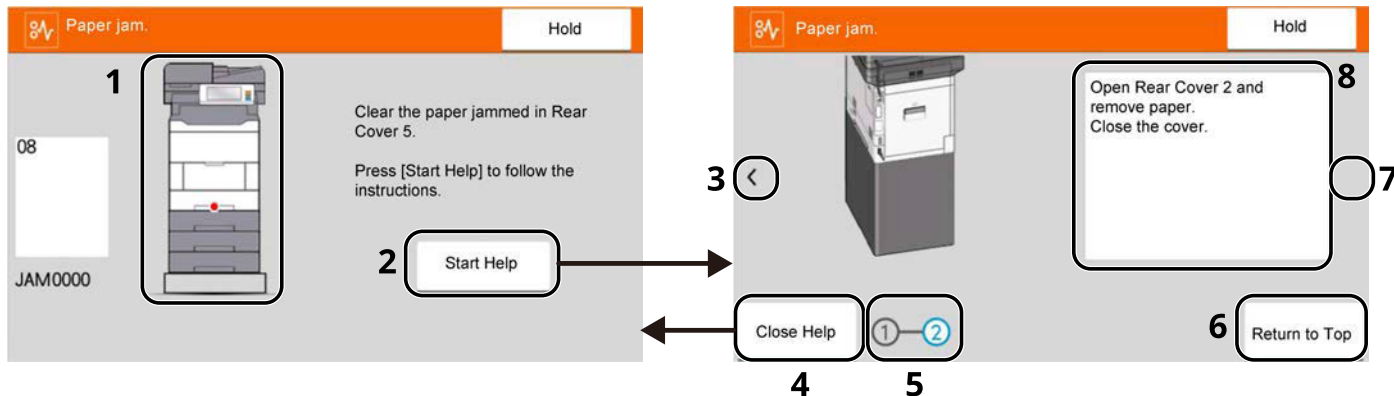 Paper jam.
Hold
1
08
JAM0000
Clear the paper jammed in Rear
Cover 5.
Press [Start Help] to follow the
instructions.
2
Start Help
Paper jam.
Hold
8
Open Rear Cover 2 and
remove paper.
Close the cover.
3
7
Close Help
1
2
6
Return to Top
4
5